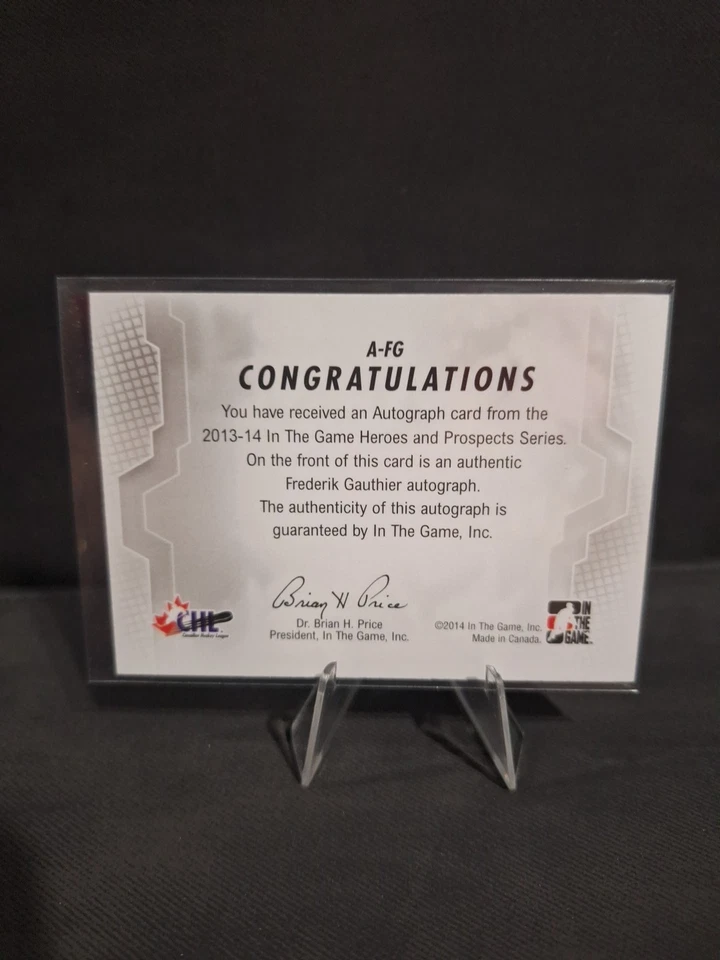 A-FG
CONGRATULATIONS
You have received an Autograph card from the
2013-14 In The Game Heroes and Prospects Series.
On the front of this card is an authentic
Frederik Gauthier autograph.
The authenticity of this autograph is
guaranteed by In The Game, Inc.
Brian H Price
Dr. Brian H. Price
President, In The Game, Inc.
CHL
Canadian Hockey League
©2014 In The Game, Inc.
Made in Canada.
IN
THE
GAME